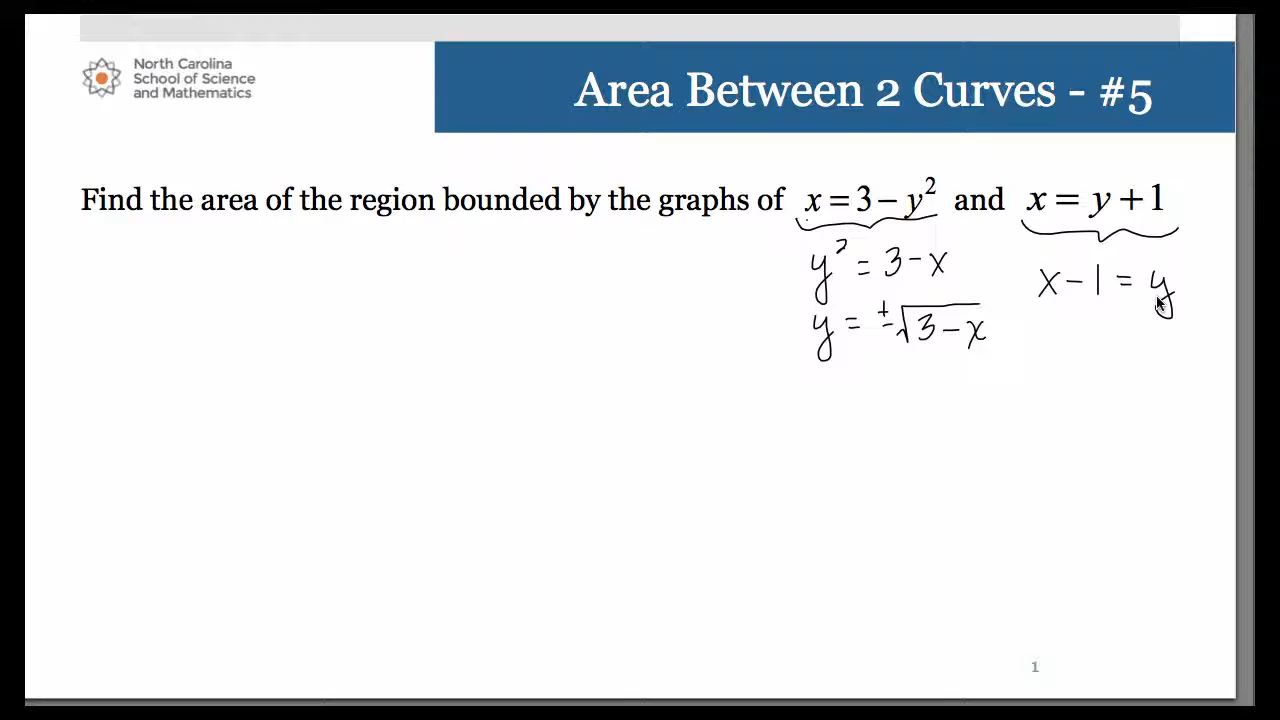 North Carolina
School of Science
and Mathematics
Area Between 2 Curves - #5
Find the area of the region bounded by the graphs of x = 3 − y² and x = y + 1
y² = 3 − x
x − 1 = y
y = ±√(3 − x)
1